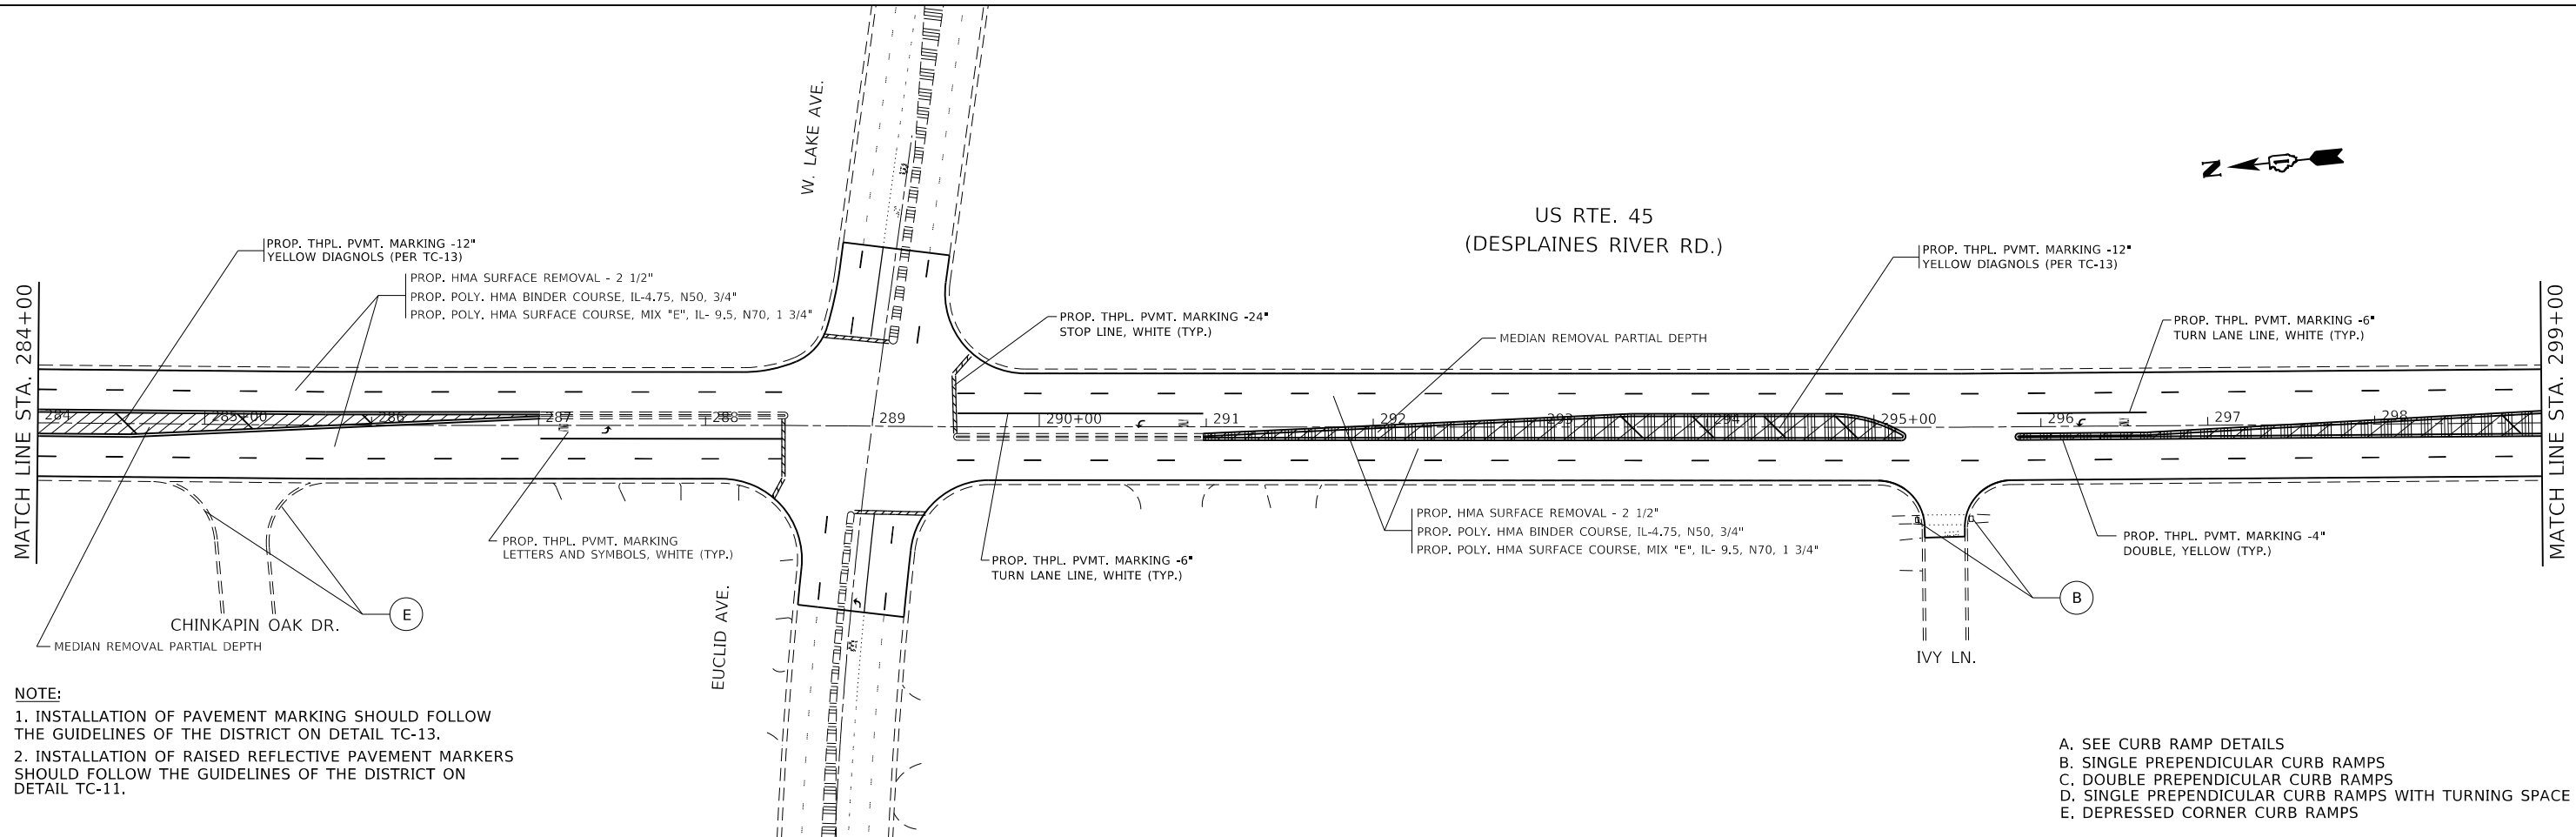 W. LAKE AVE.
N
US RTE. 45
(DESPLAINES RIVER RD.)
PROP. THPL. PVMT. MARKING -12"
YELLOW DIAGNOLS (PER TC-13)
PROP. HMA SURFACE REMOVAL - 2 1/2"
PROP. POLY. HMA BINDER COURSE, IL-4.75, N50, 3/4"
PROP. POLY. HMA SURFACE COURSE, MIX "E", IL- 9.5, N70, 1 3/4"
PROP. THPL. PVMT. MARKING -24"
STOP LINE, WHITE (TYP.)
MEDIAN REMOVAL PARTIAL DEPTH
PROP. THPL. PVMT. MARKING -12"
YELLOW DIAGNOLS (PER TC-13)
PROP. THPL. PVMT. MARKING -6"
TURN LANE LINE, WHITE (TYP.)
MATCH LINE STA. 284+00
284
285+00
286
287
288
289
290+00
291
292
293
294
295+00
296
297
298
MATCH LINE STA. 299+00
PROP. THPL. PVMT. MARKING
LETTERS AND SYMBOLS, WHITE (TYP.)
PROP. THPL. PVMT. MARKING -6"
TURN LANE LINE, WHITE (TYP.)
PROP. HMA SURFACE REMOVAL - 2 1/2"
PROP. POLY. HMA BINDER COURSE, IL-4.75, N50, 3/4"
PROP. POLY. HMA SURFACE COURSE, MIX "E", IL- 9.5, N70, 1 3/4"
PROP. THPL. PVMT. MARKING -4"
DOUBLE, YELLOW (TYP.)
B
E
CHINKAPIN OAK DR.
MEDIAN REMOVAL PARTIAL DEPTH
EUCLID AVE.
IVY LN.
NOTE:
1. INSTALLATION OF PAVEMENT MARKING SHOULD FOLLOW
THE GUIDELINES OF THE DISTRICT ON DETAIL TC-13.
2. INSTALLATION OF RAISED REFLECTIVE PAVEMENT MARKERS
SHOULD FOLLOW THE GUIDELINES OF THE DISTRICT ON
DETAIL TC-11.
A. SEE CURB RAMP DETAILS
B. SINGLE PREPENDICULAR CURB RAMPS
C. DOUBLE PREPENDICULAR CURB RAMPS
D. SINGLE PREPENDICULAR CURB RAMPS WITH TURNING SPACE
E. DEPRESSED CORNER CURB RAMPS